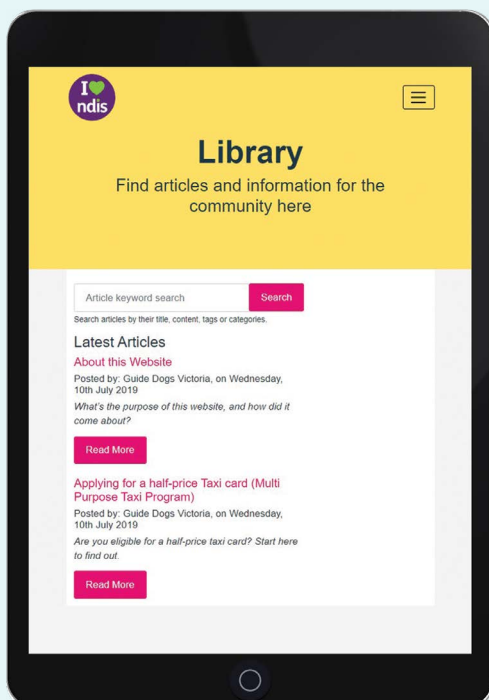 I
ndis
Library
Find articles and information for the
community here
Article keyword search
Search
Search articles by their title, content, tags or categories.
Latest Articles
About this Website
Posted by: Guide Dogs Victoria, on Wednesday,
10th July 2019
What's the purpose of this website, and how did it
come about?
Read More
Applying for a half-price Taxi card (Multi
Purpose Taxi Program)
Posted by: Guide Dogs Victoria, on Wednesday,
10th July 2019
Are you eligible for a half-price taxi card? Start here
to find out.
Read More